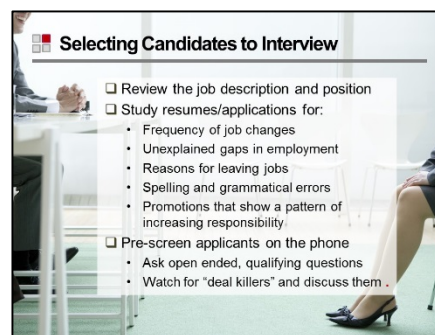 Selecting Candidates to Interview
❑ Review the job description and position
❑ Study resumes/applications for:
• Frequency of job changes
• Unexplained gaps in employment
• Reasons for leaving jobs
• Spelling and grammatical errors
• Promotions that show a pattern of
increasing responsibility
❑ Pre-screen applicants on the phone
• Ask open ended, qualifying questions
• Watch for “deal killers” and discuss them .